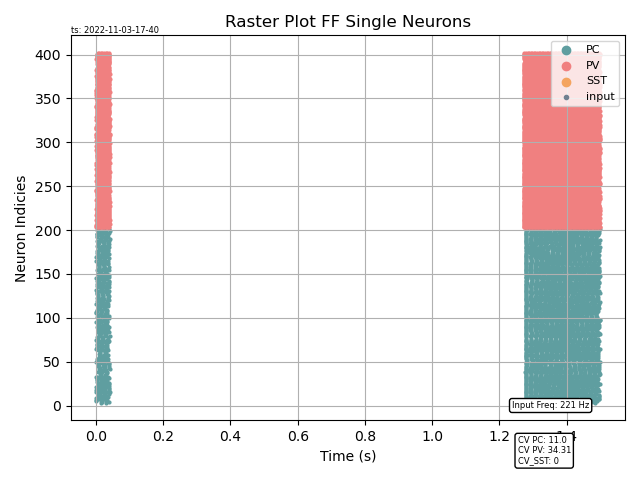 Raster Plot FF Single Neurons
ts: 2022-11-03-17-40
PC
PV
SST
input
Neuron Indicies
400
350
300
250
200
150
100
50
0
0.0 0.2 0.4 0.6 0.8 1.0 1.2 1.4
Time (s)
Input Freq: 221 Hz
CV PC: 11.0
CV PV: 34.31
CV_SST: 0